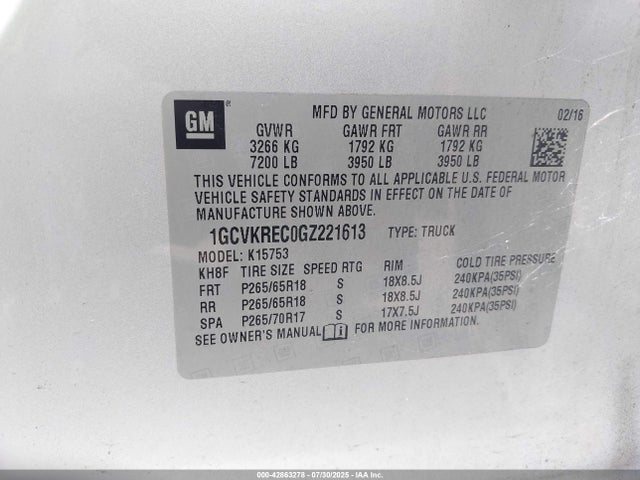 GM ®
MFD BY GENERAL MOTORS LLC 02/16
GVWR GAWR FRT GAWR RR
3266 KG 1792 KG 1792 KG
7200 LB 3950 LB 3950 LB
THIS VEHICLE CONFORMS TO ALL APPLICABLE U.S. FEDERAL MOTOR
VEHICLE SAFETY STANDARDS IN EFFECT ON THE DATE OF
MANUFACTURE SHOWN ABOVE.
1GCVKREC0GZ221613 TYPE: TRUCK
MODEL: K15753
KH8F TIRE SIZE SPEED RTG RIM COLD TIRE PRESSURE
FRT P265/65R18 S 18X8.5J 240KPA(35PSI)
RR P265/65R18 S 18X8.5J 240KPA(35PSI)
SPA P265/70R17 S 17X7.5J 240KPA(35PSI)
SEE OWNER'S MANUAL FOR MORE INFORMATION.
000-42863278 - 07/30/2025 - IAAI.CA